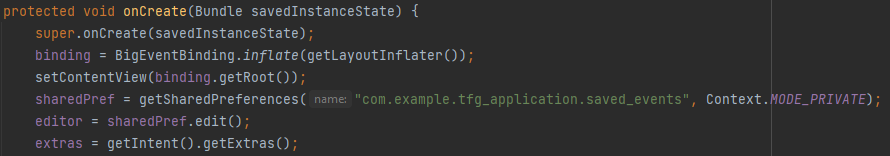 protected void onCreate(Bundle savedInstanceState) {
super.onCreate(savedInstanceState);
binding = BigEventBinding.inflate(getLayoutInflater());
setContentView(binding.getRoot());
sharedPref = getSharedPreferences( name: "com.example.tfg_application.saved_events", Context.MODE_PRIVATE);
editor = sharedPref.edit();
extras = getIntent().getExtras();